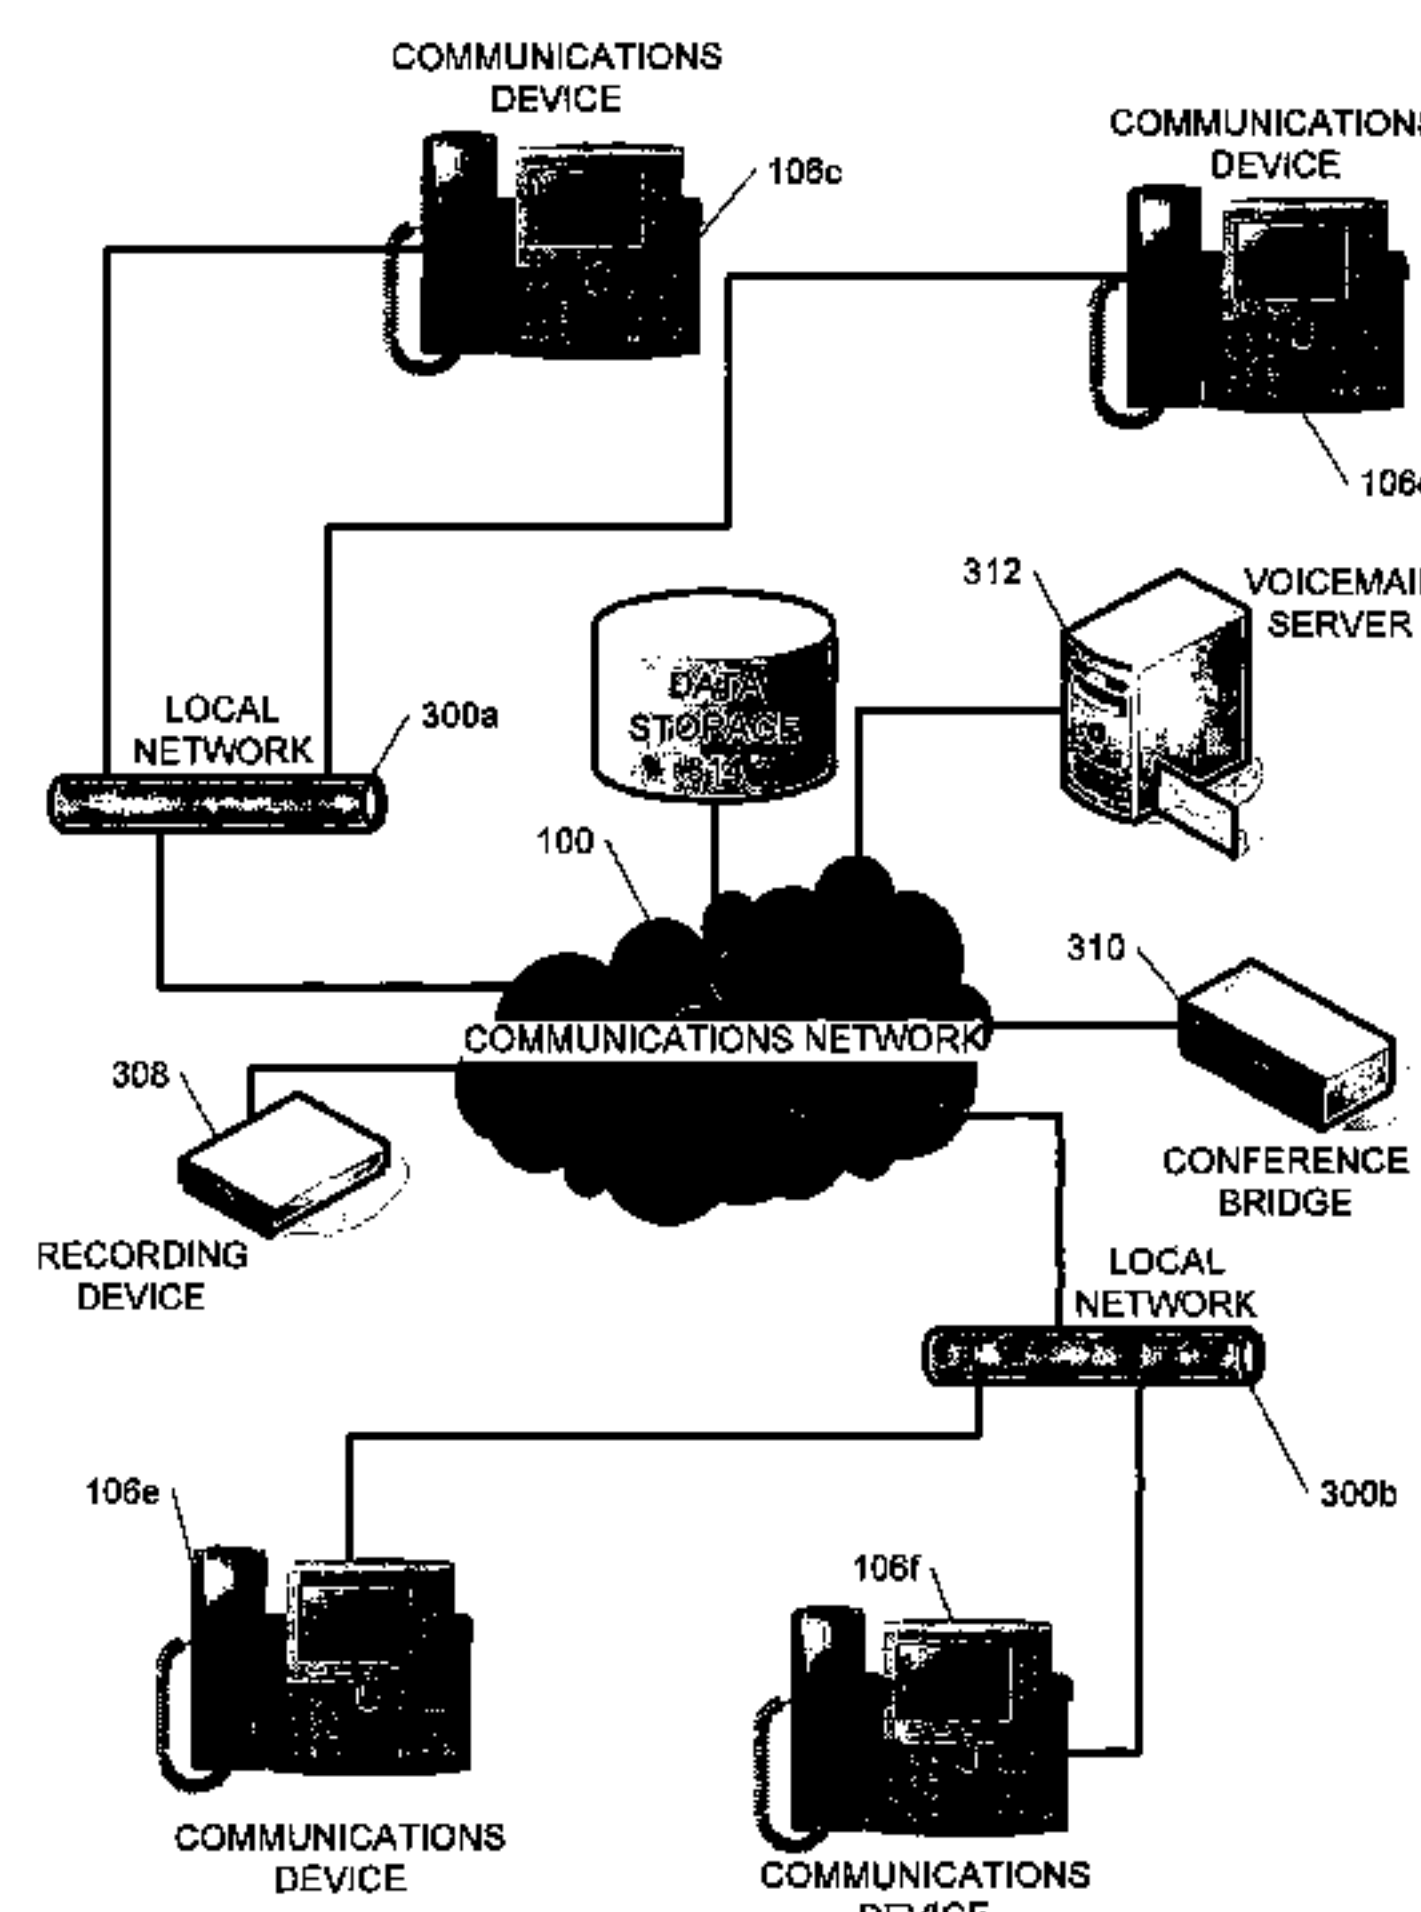 COMMUNICATIONS
DEVICE
106c
COMMUNICATIONS
DEVICE
312
VOICEMAIL
SERVER
DATA
STORAGE
LOCAL
NETWORK
300a
100
310
COMMUNICATIONS NETWORK
308
CONFERENCE
BRIDGE
RECORDING
DEVICE
LOCAL
NETWORK
106e
300b
106f
COMMUNICATIONS
DEVICE
COMMUNICATIONS
DEVICE